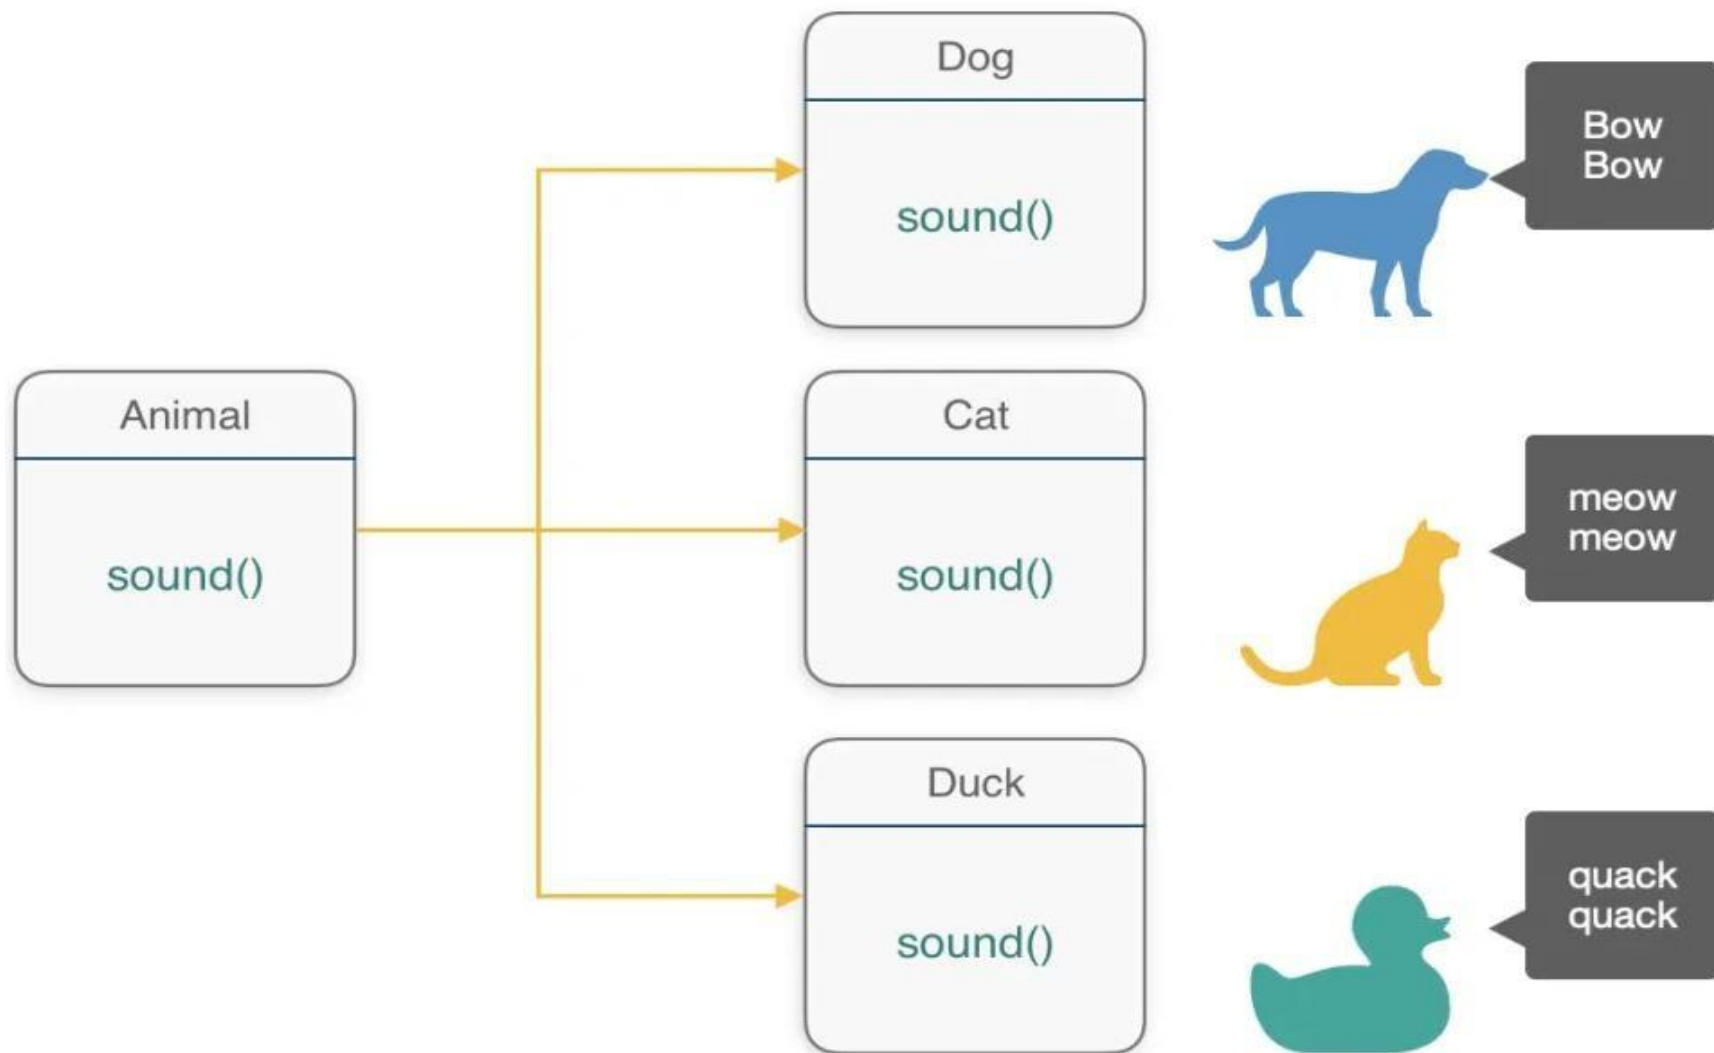 Dog
sound()
Bow
Bow
Animal
sound()
Cat
sound()
meow
meow
Duck
sound()
quack
quack